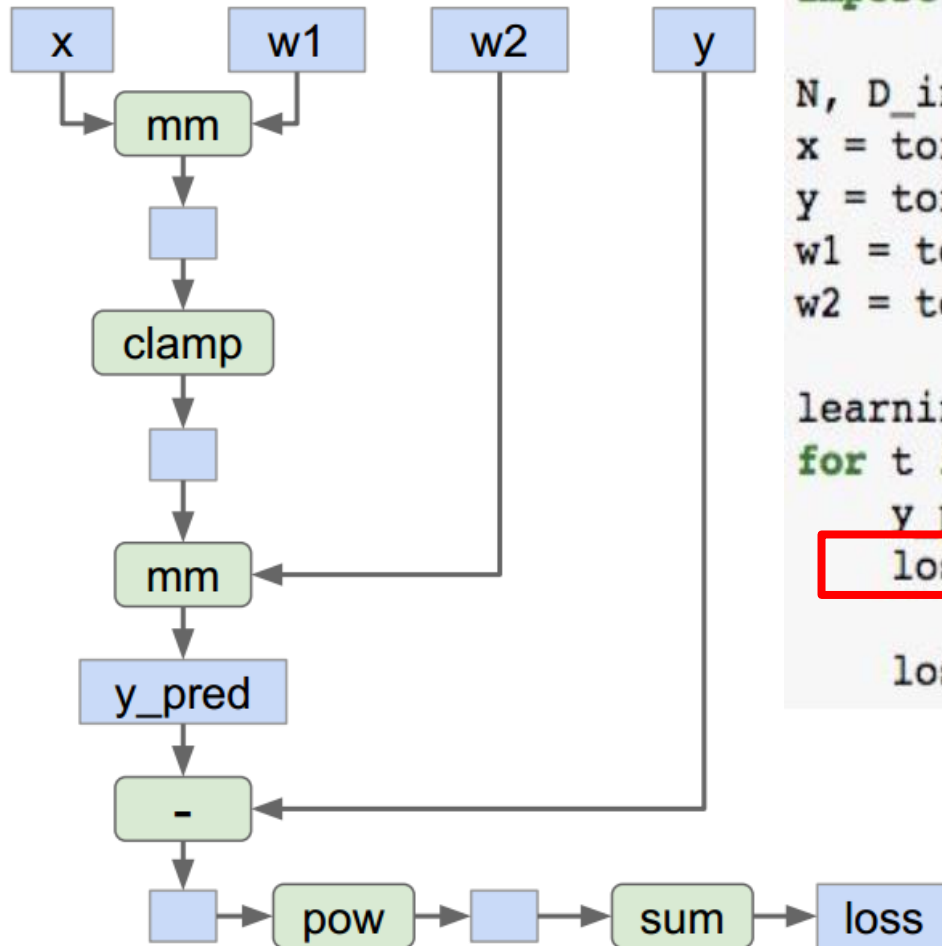 x
w1
w2
y
mm
clamp
mm
y_pred
-
pow
sum
loss
N, D_i
x = to
y = to
w1 = t
w2 = t
learni
for t
y
lo
lo